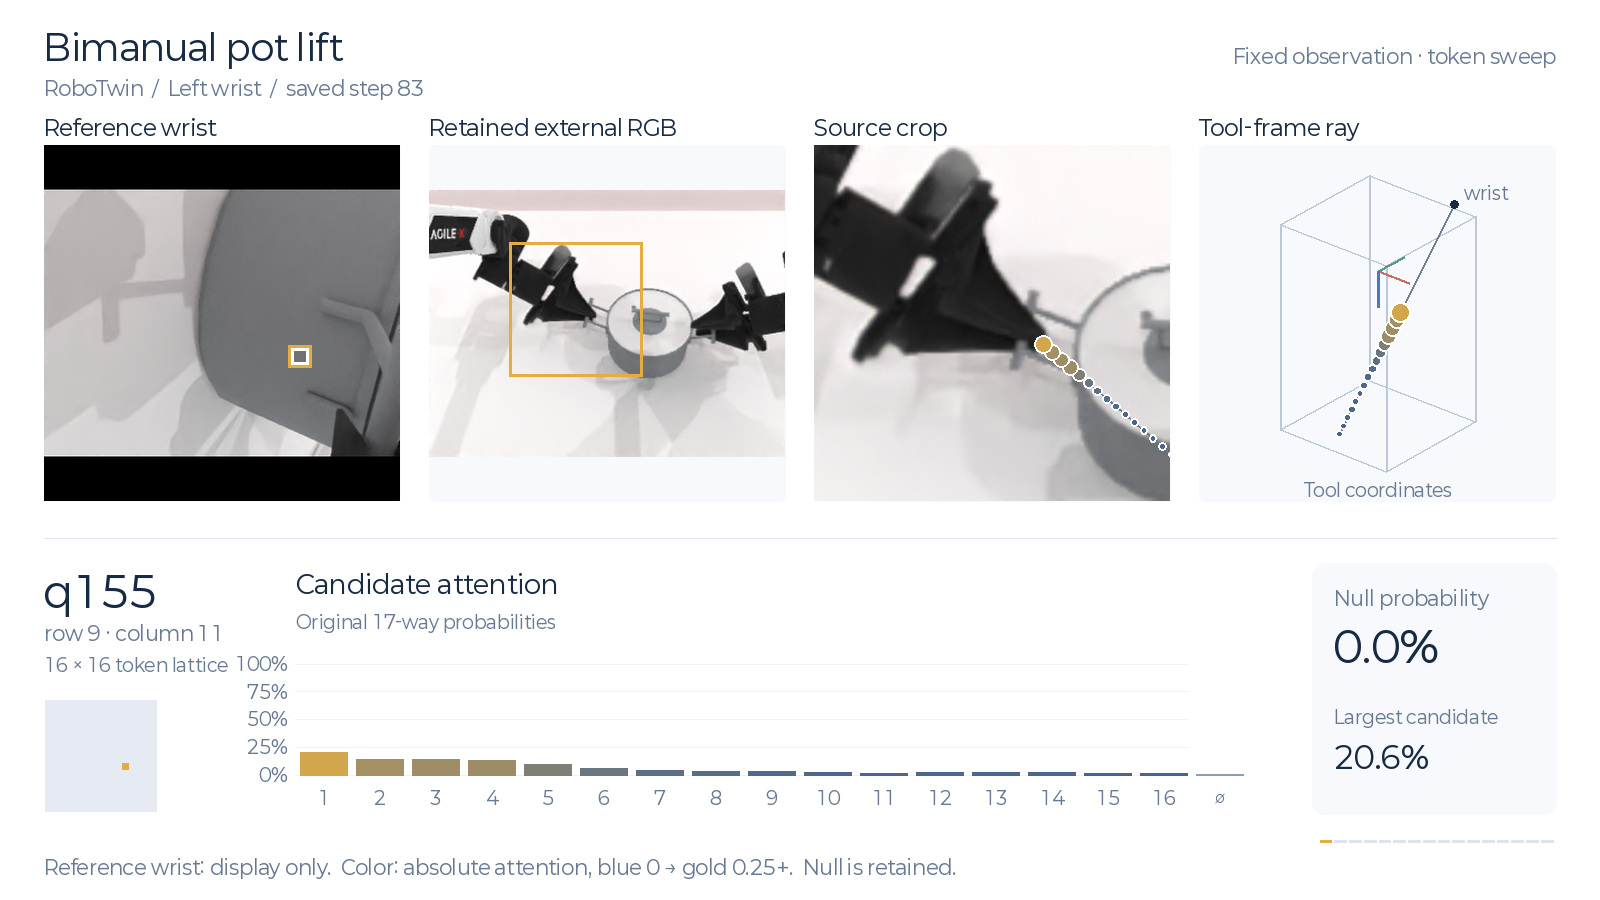 Bimanual pot lift
Fixed observation · token sweep
RoboTwin / Left wrist / saved step 83
Reference wrist
Retained external RGB
Source crop
Tool-frame ray
AGILE X
wrist
Tool coordinates
q155
row 9 · column 11
16 × 16 token lattice
Candidate attention
Original 17-way probabilities
100%
75%
50%
25%
0%
1 2 3 4 5 6 7 8 9 10 11 12 13 14 15 16 ø
Null probability
0.0%
Largest candidate
20.6%
Reference wrist: display only. Color: absolute attention, blue 0 → gold 0.25+. Null is retained.